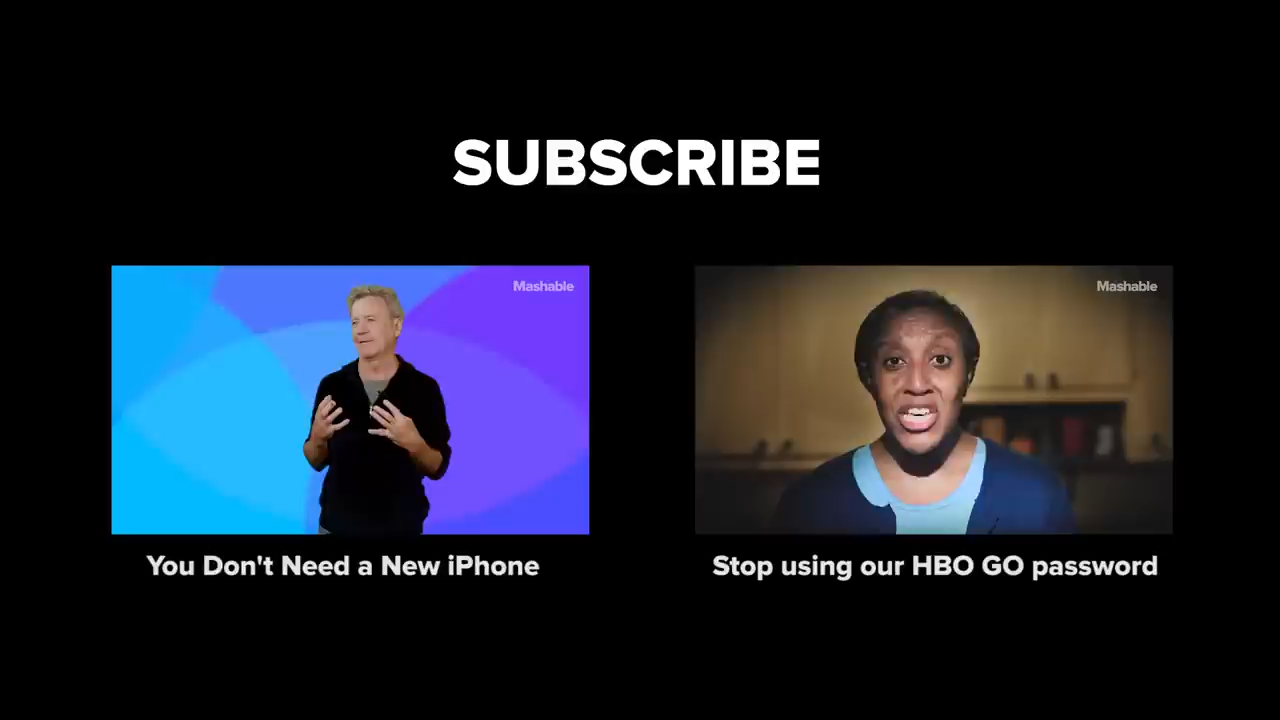 SUBSCRIBE
Mashable
Mashable
You Don't Need a New iPhone
Stop using our HBO GO password